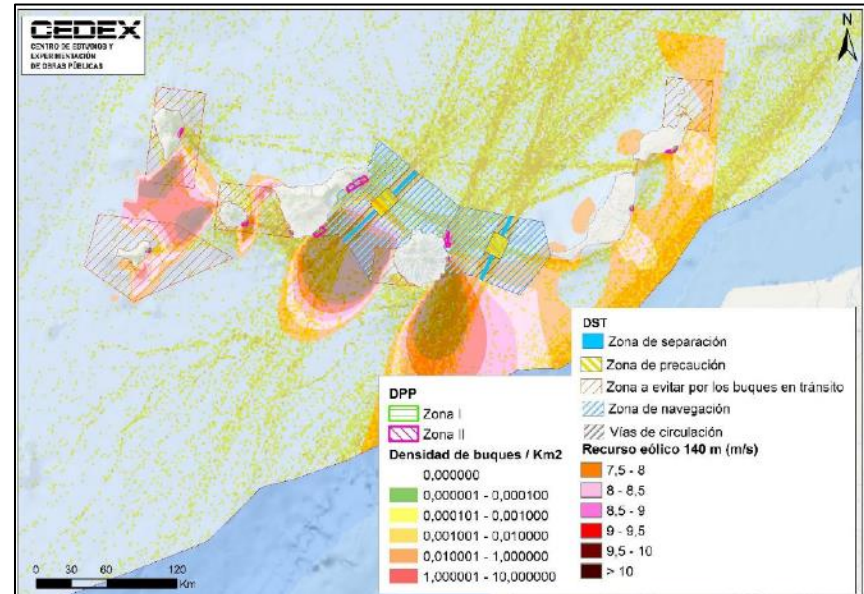 CEDEX
CENTRO DE ESTUDIOS Y
EXPERIMENTACIÓN
DE OBRAS PÚBLICAS
N
DPP
Zona I
Zona II
Densidad de buques / Km2
0,000000
0,000001 - 0,000100
0,000101 - 0,001000
0,001001 - 0,010000
0,010001 - 1,000000
1,000001 - 10,000000
DST
Zona de separación
Zona de precaución
Zona a evitar por los buques en tránsito
Zona de navegación
Vías de circulación
Recurso eólico 140 m (m/s)
7,5 - 8
8 - 8,5
8,5 - 9
9 - 9,5
9,5 - 10
> 10
0 30 60 120
Km